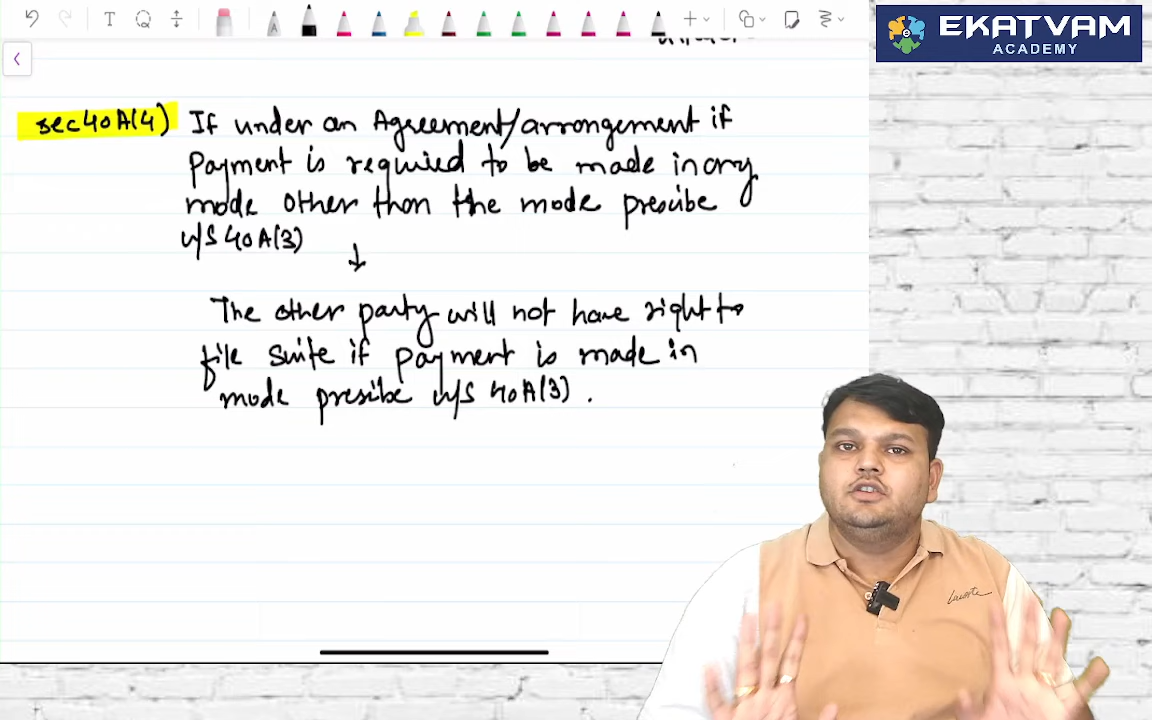 EKATVAM
ACADEMY
sec 40A(4) If under an Agreement/arrangement if
Payment is required to be made in any
mode other than the mode prescibe
u/s 40A(3)
The other party will not have right to
file suite if payment is made in
mode presibe u/s 40A(3).
Lacoste